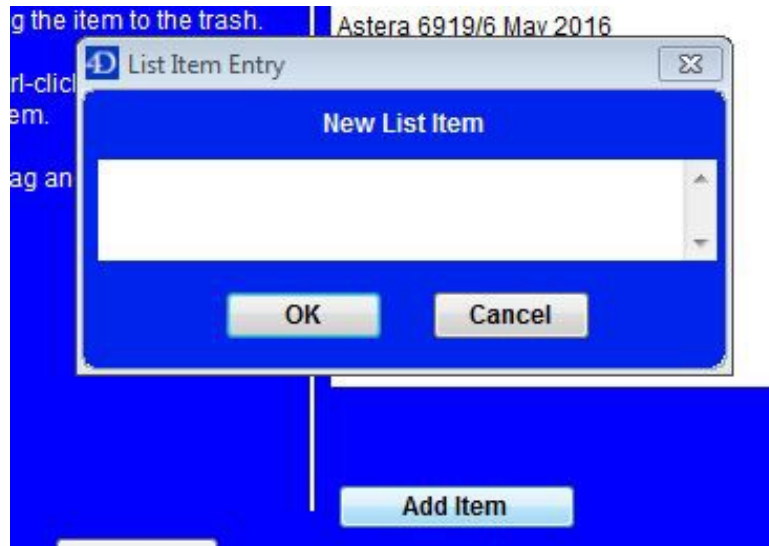 g the item to the trash.
Astera 6919/6 May 2016
4D List Item Entry
rl-clic
em.
New List Item
ag an
OK Cancel
Add Item